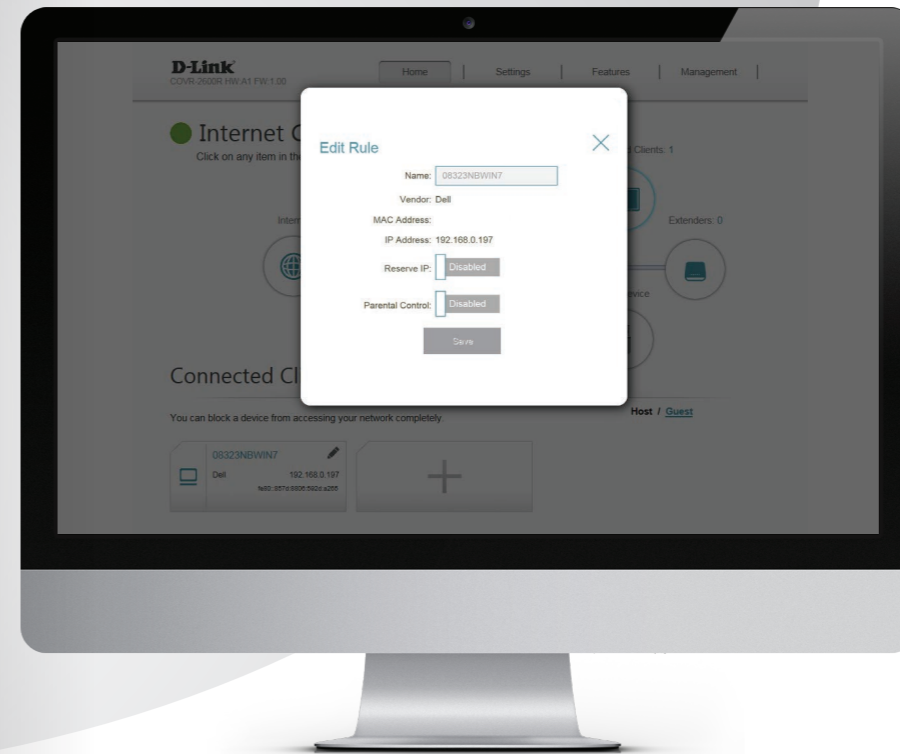 D-Link
COVR-2600R HW:A1 FW:1.00
Home | Settings | Features | Management |
Internet C
Click on any item in the
d Clients: 1
Edit Rule
Name: 08323NBWIN7
Vendor: Dell
MAC Address:
IP Address: 192.168.0.197
Reserve IP: Disabled
Parental Control: Disabled
Save
Intern
Extenders: 0
evice
Connected Cl
You can block a device from accessing your network completely.
Host / Guest
08323NBWIN7
Dell 192.168.0.197